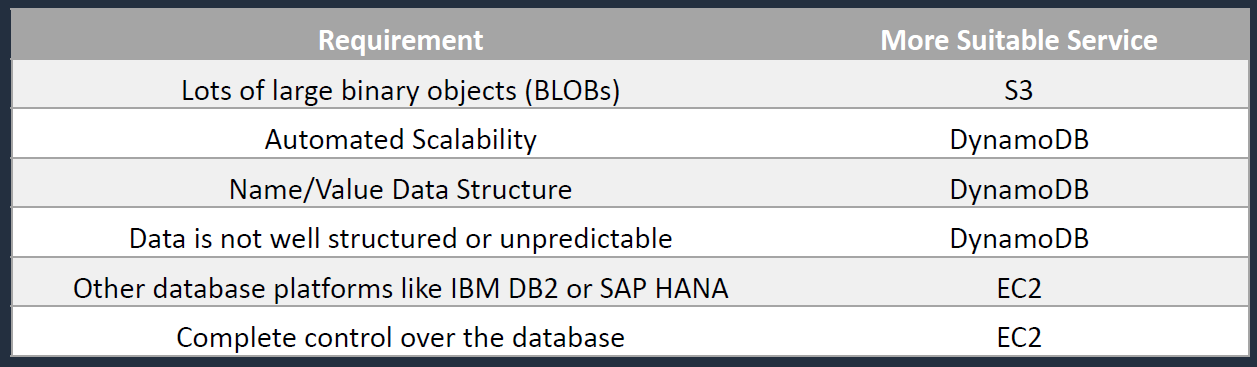 Requirement More Suitable Service
Lots of large binary objects (BLOBs) S3
Automated Scalability DynamoDB
Name/Value Data Structure DynamoDB
Data is not well structured or unpredictable DynamoDB
Other database platforms like IBM DB2 or SAP HANA EC2
Complete control over the database EC2